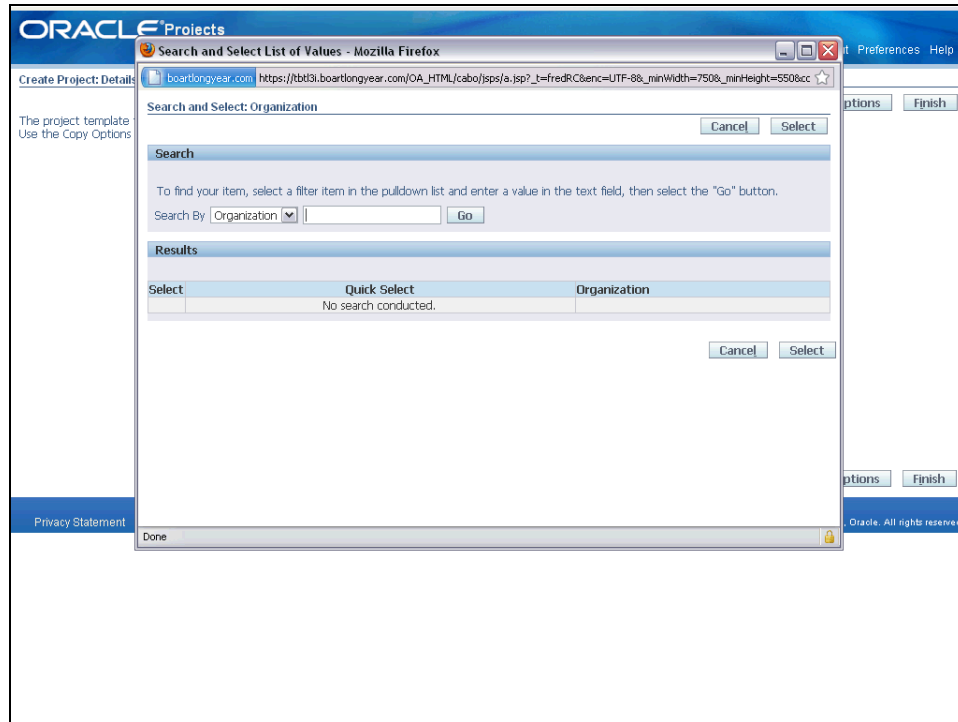 ORACLE Projects
Search and Select List of Values - Mozilla Firefox
Preferences Help
boartlongyear.com https://tbtl3i.boartlongyear.com/OA_HTML/cabo/jsps/a.jsp?_t=fredRC&enc=UTF-8&_minWidth=750&_minHeight=550&cc
Create Project: Details
Search and Select: Organization
ptions Finish
The project template
Use the Copy Options
Cancel Select
Search
To find your item, select a filter item in the pulldown list and enter a value in the text field, then select the "Go" button.
Search By Organization Go
Results
Select Quick Select Organization
No search conducted.
Cancel Select
ptions Finish
Privacy Statement
, Oracle. All rights reserve
Done